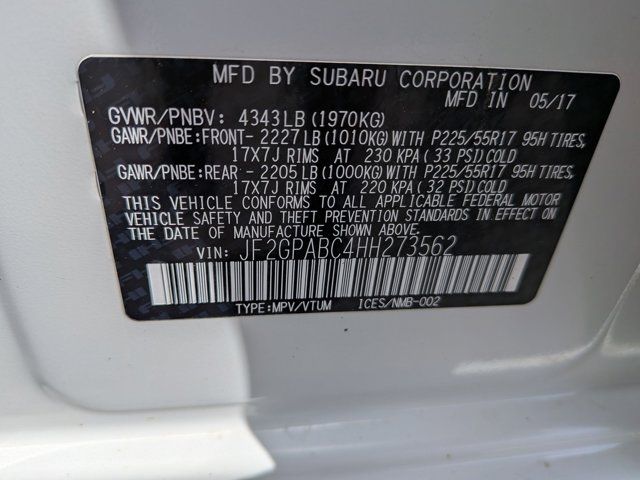 MFD BY SUBARU CORPORATION
MFD IN 05/17
GVWR/PNBV: 4343LB(1970KG)
GAWR/PNBE:FRONT-2227LB(1010KG)WITH P225/55R17 95H TIRES,
17X7J RIMS AT 230 KPA(33 PSI)COLD
GAWR/PNBE:REAR -2205LB(1000KG)WITH P225/55R17 95H TIRES,
17X7J RIMS AT 220 KPA(32 PSI)COLD
THIS VEHICLE CONFORMS TO ALL APPLICABLE FEDERAL MOTOR
VEHICLE SAFETY AND THEFT PREVENTION STANDARDS IN EFFECT
ON THE DATE OF MANUFACTURE SHOWN ABOVE.
VIN: JF2GPABC4HH273562
TYPE:MPV/VTUM ICES/NMB-002